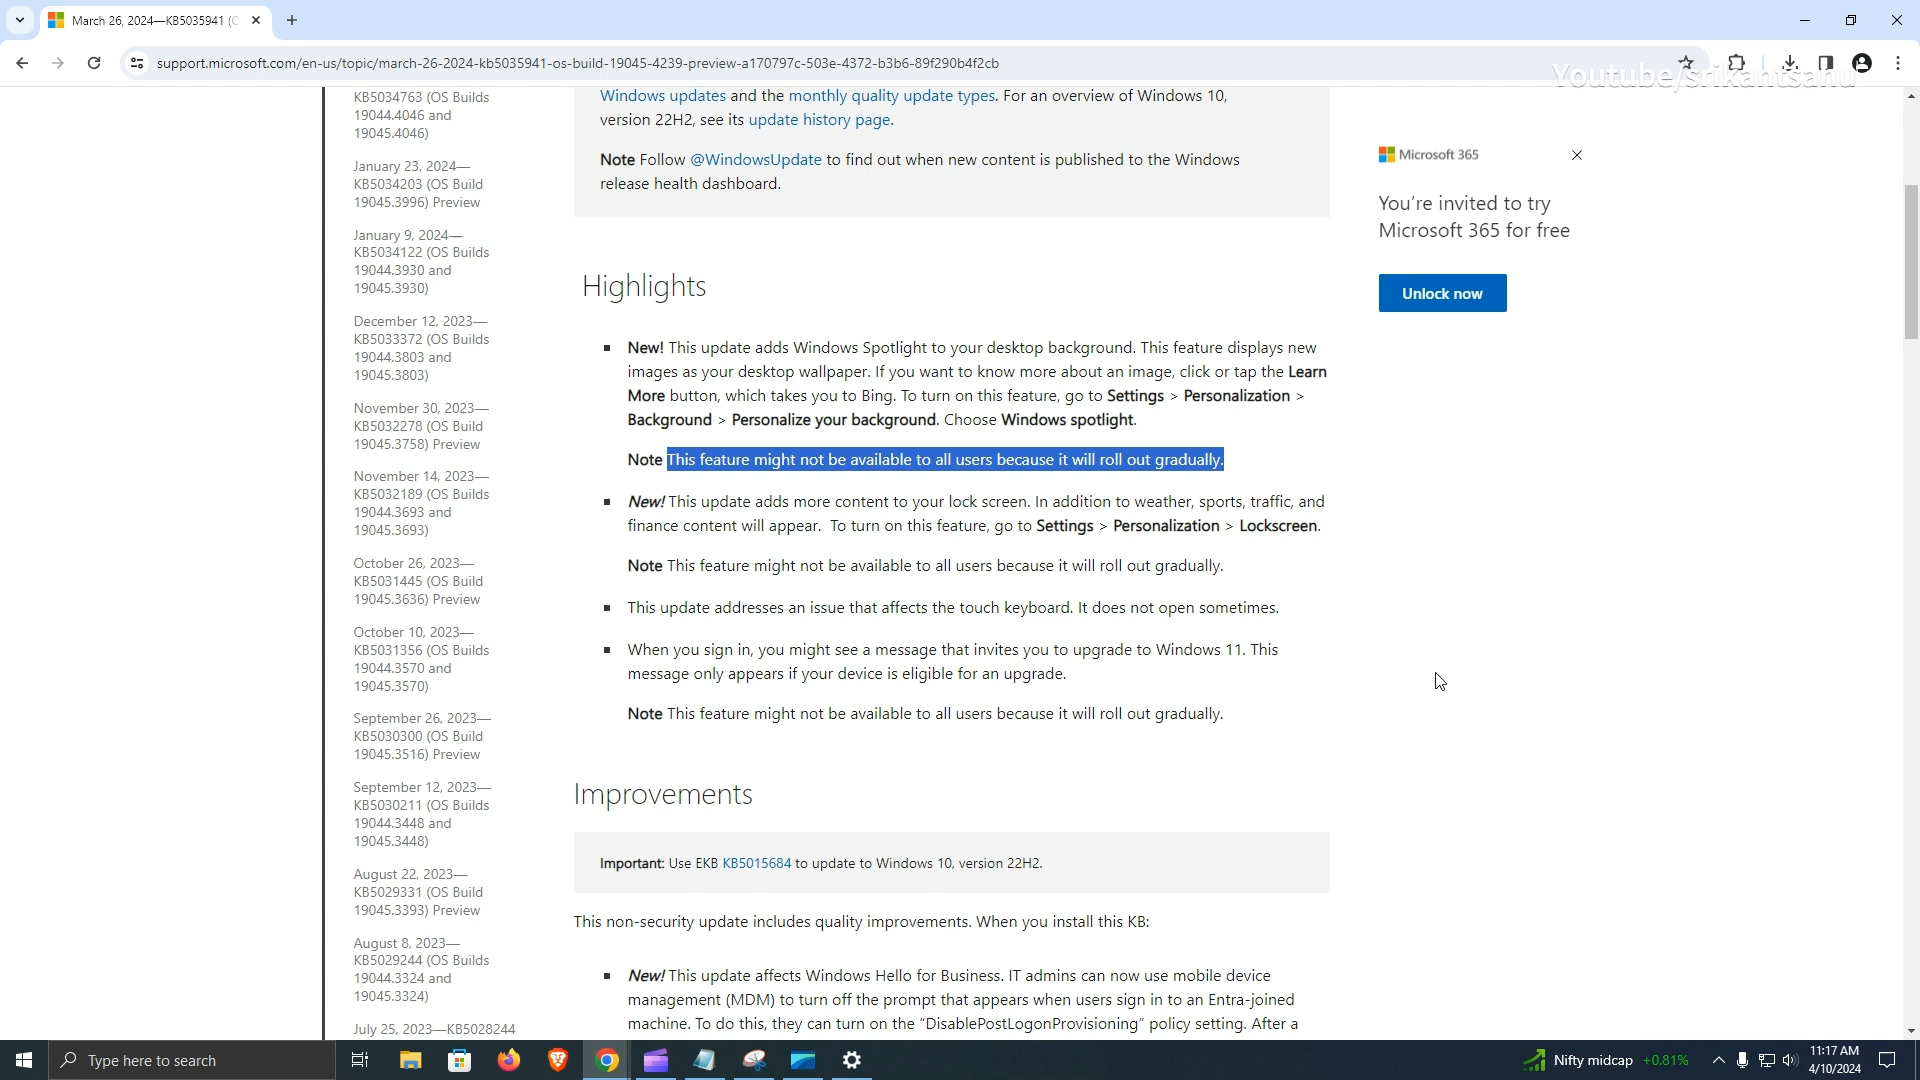 March 26, 2024—KB5035941 (
support.microsoft.com/en-us/topic/march-26-2024-kb5035941-os-build-19045-4239-preview-a170797c-503e-4372-b3b6-89f290b4f2cb
Youtube/srikantsahu
KB5034763 (OS Builds
19044.4046 and
19045.4046)
January 23, 2024—
KB5034203 (OS Build
19045.3996) Preview
January 9, 2024—
KB5034122 (OS Builds
19044.3930 and
19045.3930)
December 12, 2023—
KB5033372 (OS Builds
19044.3803 and
19045.3803)
November 30, 2023—
KB5032278 (OS Build
19045.3758) Preview
November 14, 2023—
KB5032189 (OS Builds
19044.3693 and
19045.3693)
October 26, 2023—
KB5031445 (OS Build
19045.3636) Preview
October 10, 2023—
KB5031356 (OS Builds
19044.3570 and
19045.3570)
September 26, 2023—
KB5030300 (OS Build
19045.3516) Preview
September 12, 2023—
KB5030211 (OS Builds
19044.3448 and
19045.3448)
August 22, 2023—
KB5029331 (OS Build
19045.3393) Preview
August 8, 2023—
KB5029244 (OS Builds
19044.3324 and
19045.3324)
July 25, 2023—KB5028244
Windows updates and the monthly quality update types. For an overview of Windows 10,
version 22H2, see its update history page.
Note Follow @WindowsUpdate to find out when new content is published to the Windows
release health dashboard.
Highlights
New! This update adds Windows Spotlight to your desktop background. This feature displays new
images as your desktop wallpaper. If you want to know more about an image, click or tap the Learn
More button, which takes you to Bing. To turn on this feature, go to Settings > Personalization >
Background > Personalize your background. Choose Windows spotlight.
Note This feature might not be available to all users because it will roll out gradually.
New! This update adds more content to your lock screen. In addition to weather, sports, traffic, and
finance content will appear. To turn on this feature, go to Settings > Personalization > Lockscreen.
Note This feature might not be available to all users because it will roll out gradually.
This update addresses an issue that affects the touch keyboard. It does not open sometimes.
When you sign in, you might see a message that invites you to upgrade to Windows 11. This
message only appears if your device is eligible for an upgrade.
Note This feature might not be available to all users because it will roll out gradually.
Improvements
Important: Use EKB KB5015684 to update to Windows 10, version 22H2.
This non-security update includes quality improvements. When you install this KB:
New! This update affects Windows Hello for Business. IT admins can now use mobile device
management (MDM) to turn off the prompt that appears when users sign in to an Entra-joined
machine. To do this, they can turn on the “DisablePostLogonProvisioning” policy setting. After a
Microsoft 365
You’re invited to try
Microsoft 365 for free
Unlock now
Type here to search
Nifty midcap +0.81%
11:17 AM
4/10/2024